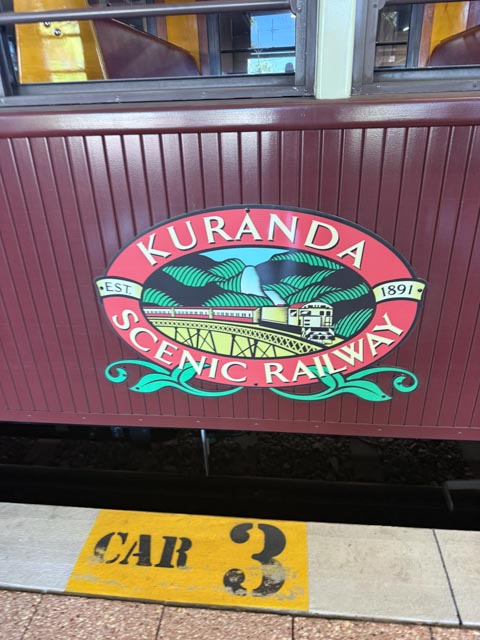 KURANDA
EST. 1891
SCENIC RAILWAY
CAR 3